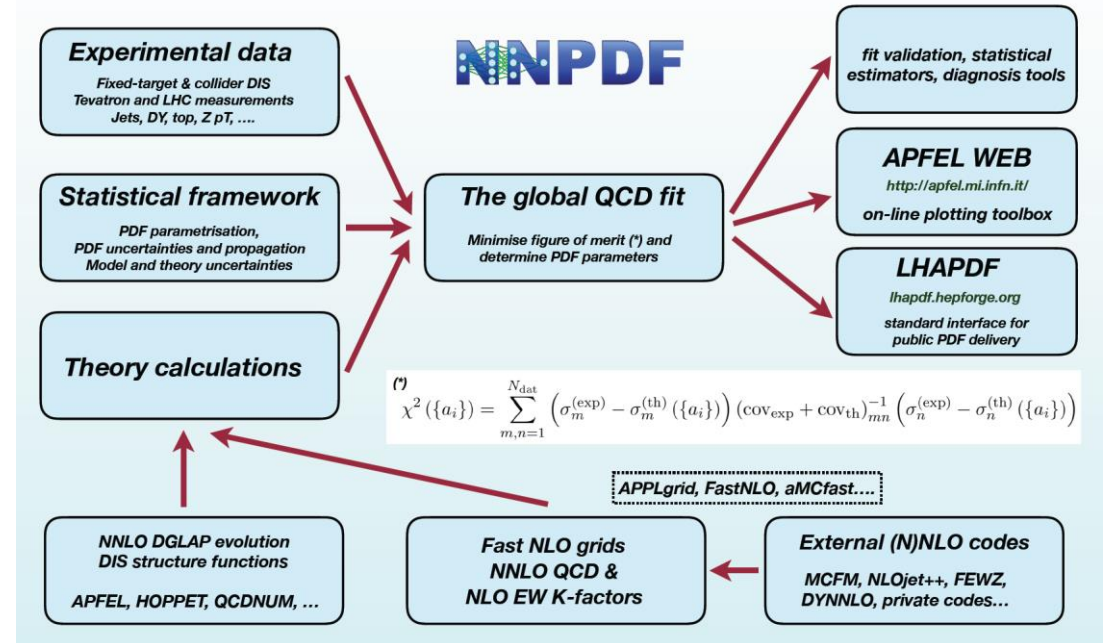 NNPDF
Experimental data
Fixed-target & collider DIS
Tevatron and LHC measurements
Jets, DY, top, Z pT, ....
Statistical framework
PDF parametrisation,
PDF uncertainties and propagation
Model and theory uncertainties
Theory calculations
The global QCD fit
Minimise figure of merit (*) and
determine PDF parameters
fit validation, statistical
estimators, diagnosis tools
APFEL WEB
http://apfel.mi.infn.it/
on-line plotting toolbox
LHAPDF
lhapdf.hepforge.org
standard interface for
public PDF delivery
(*)
χ² ({a_i}) = ∑_{m,n=1}^{N_dat} (σ_m^{(exp)} − σ_m^{(th)} ({a_i})) (cov_exp + cov_th)_{mn}^{−1} (σ_n^{(exp)} − σ_n^{(th)} ({a_i}))
APPLgrid, FastNLO, aMCfast....
NNLO DGLAP evolution
DIS structure functions
APFEL, HOPPET, QCDNUM, ...
Fast NLO grids
NNLO QCD &
NLO EW K-factors
External (N)NLO codes
MCFM, NLOjet++, FEWZ,
DYNNLO, private codes...